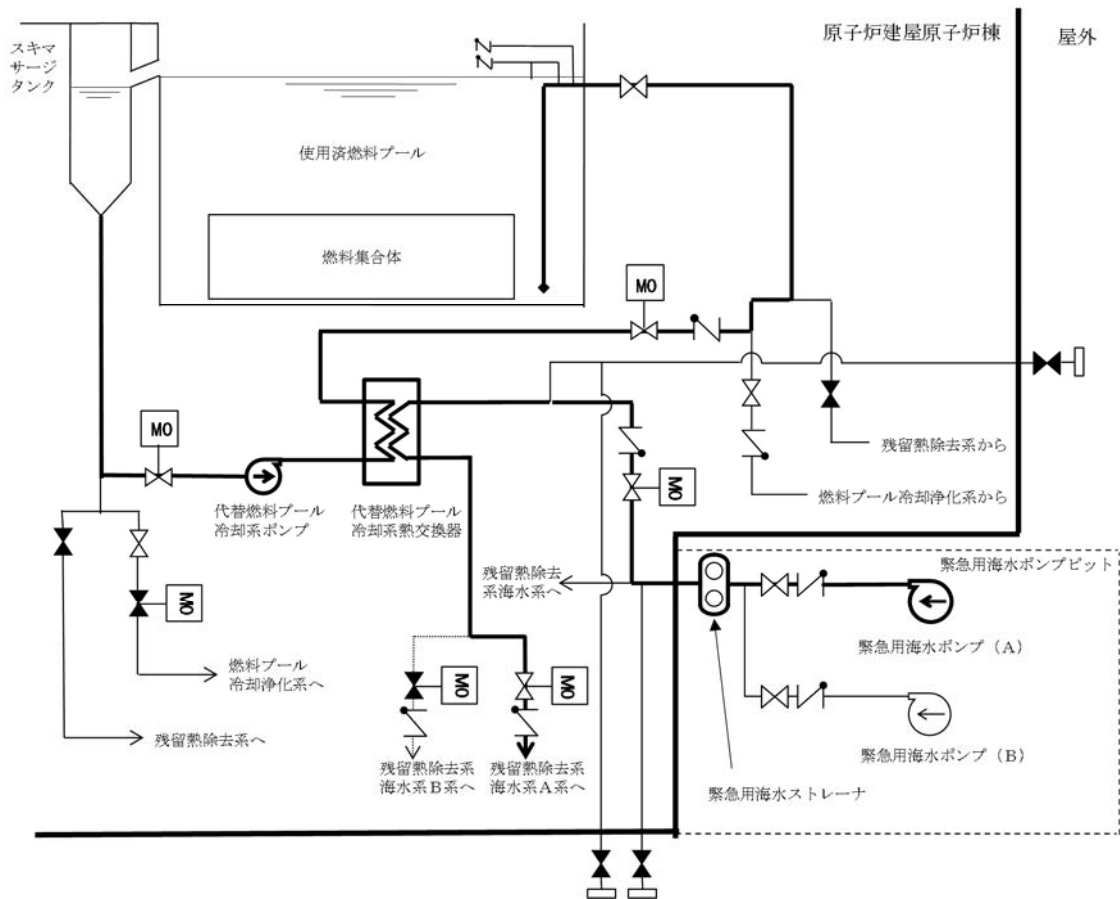 スキマ
サージ
タンク
原子炉建屋原子炉棟
屋外
使用済燃料プール
燃料集合体
MO
MO
残留熱除去系から
代替燃料プール
冷却系ポンプ
代替燃料プール
冷却系熱交換器
MO
燃料プール冷却浄化系から
緊急用海水ポンプピット
残留熱除去
系海水系へ
MO
緊急用海水ポンプ（A）
燃料プール
冷却浄化系へ
MO
MO
残留熱除去系へ
残留熱除去系
海水系B系へ
残留熱除去系
海水系A系へ
緊急用海水ポンプ（B）
緊急用海水ストレーナ